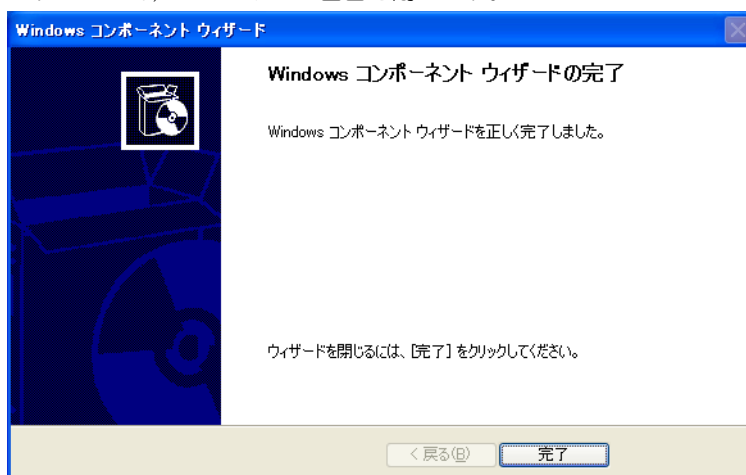 Windows コンポーネント ウィザード
Windows コンポーネント ウィザードの完了
Windows コンポーネント ウィザードを正しく完了しました。
ウィザードを閉じるには、[完了] をクリックしてください。
< 戻る(B)
完了